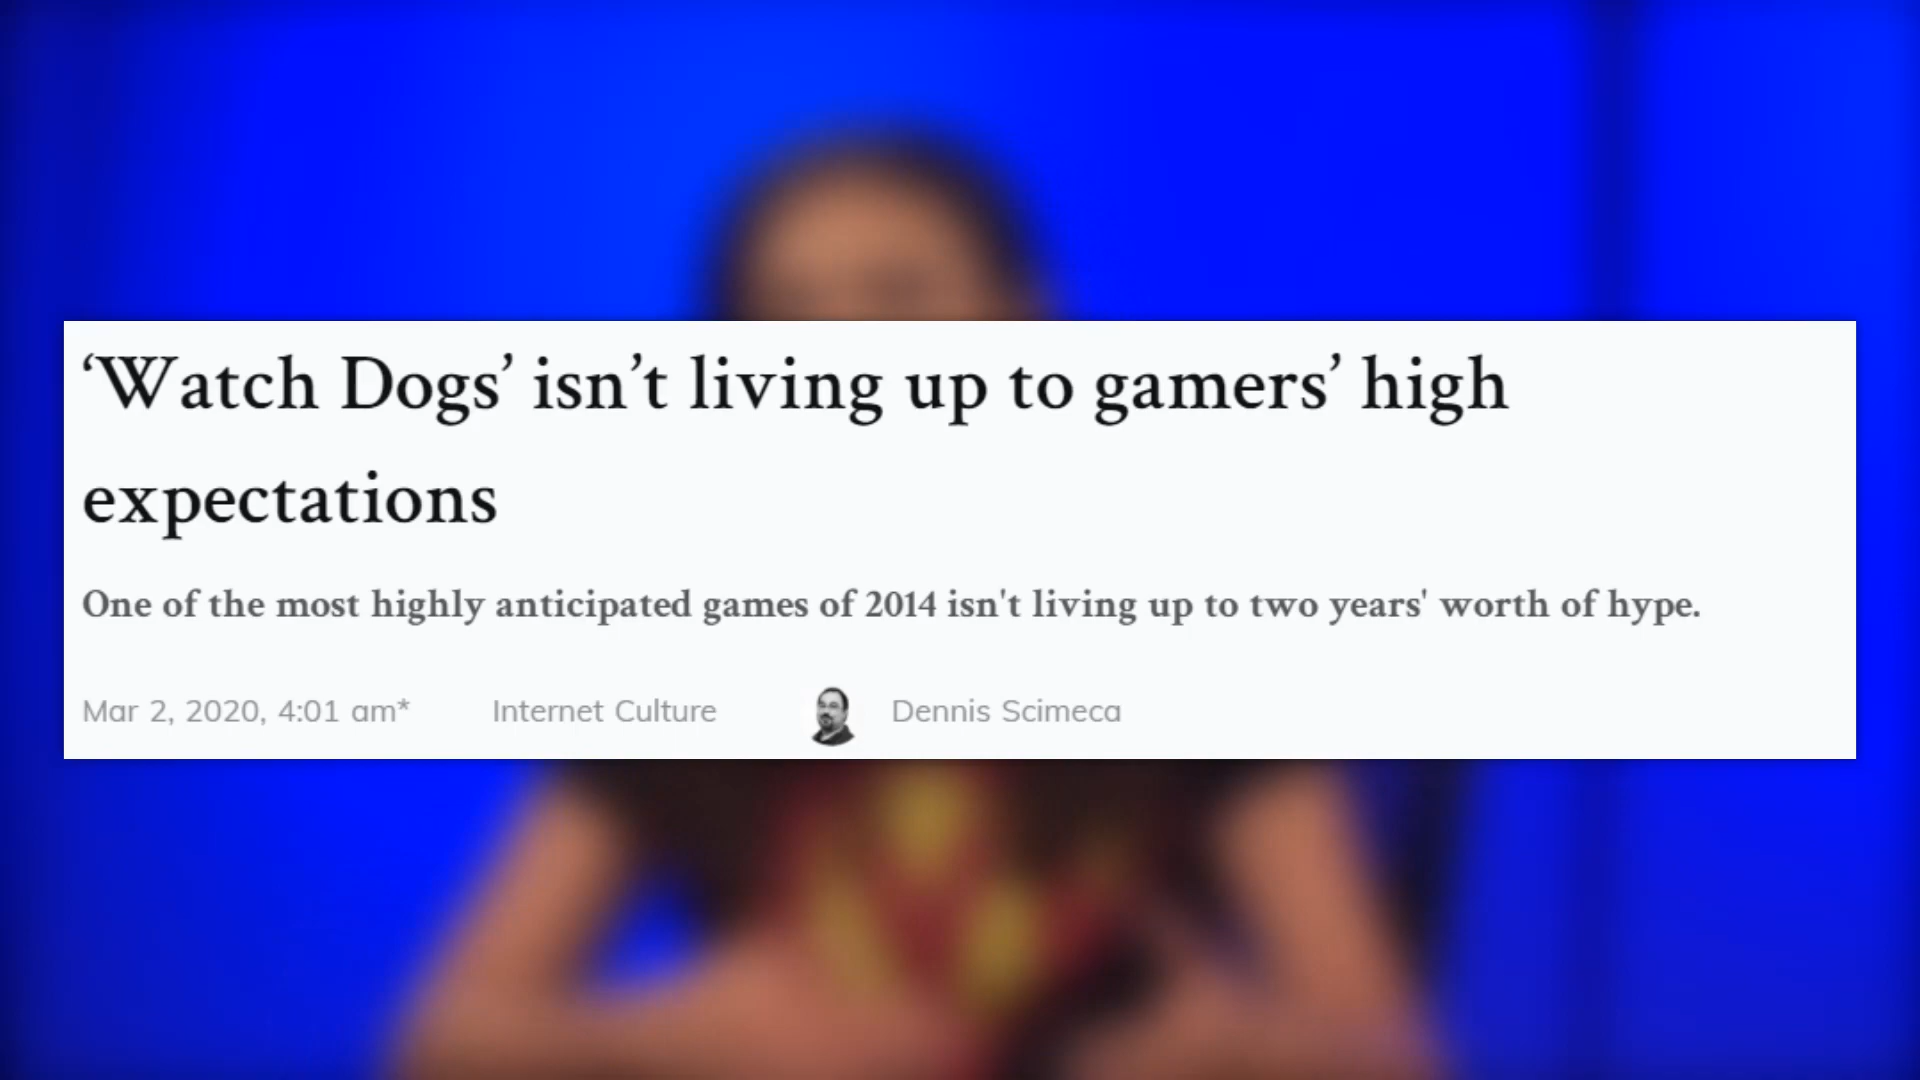 ‘Watch Dogs’ isn’t living up to gamers’ high
expectations
One of the most highly anticipated games of 2014 isn't living up to two years' worth of hype.
Mar 2, 2020, 4:01 am* Internet Culture Dennis Scimeca